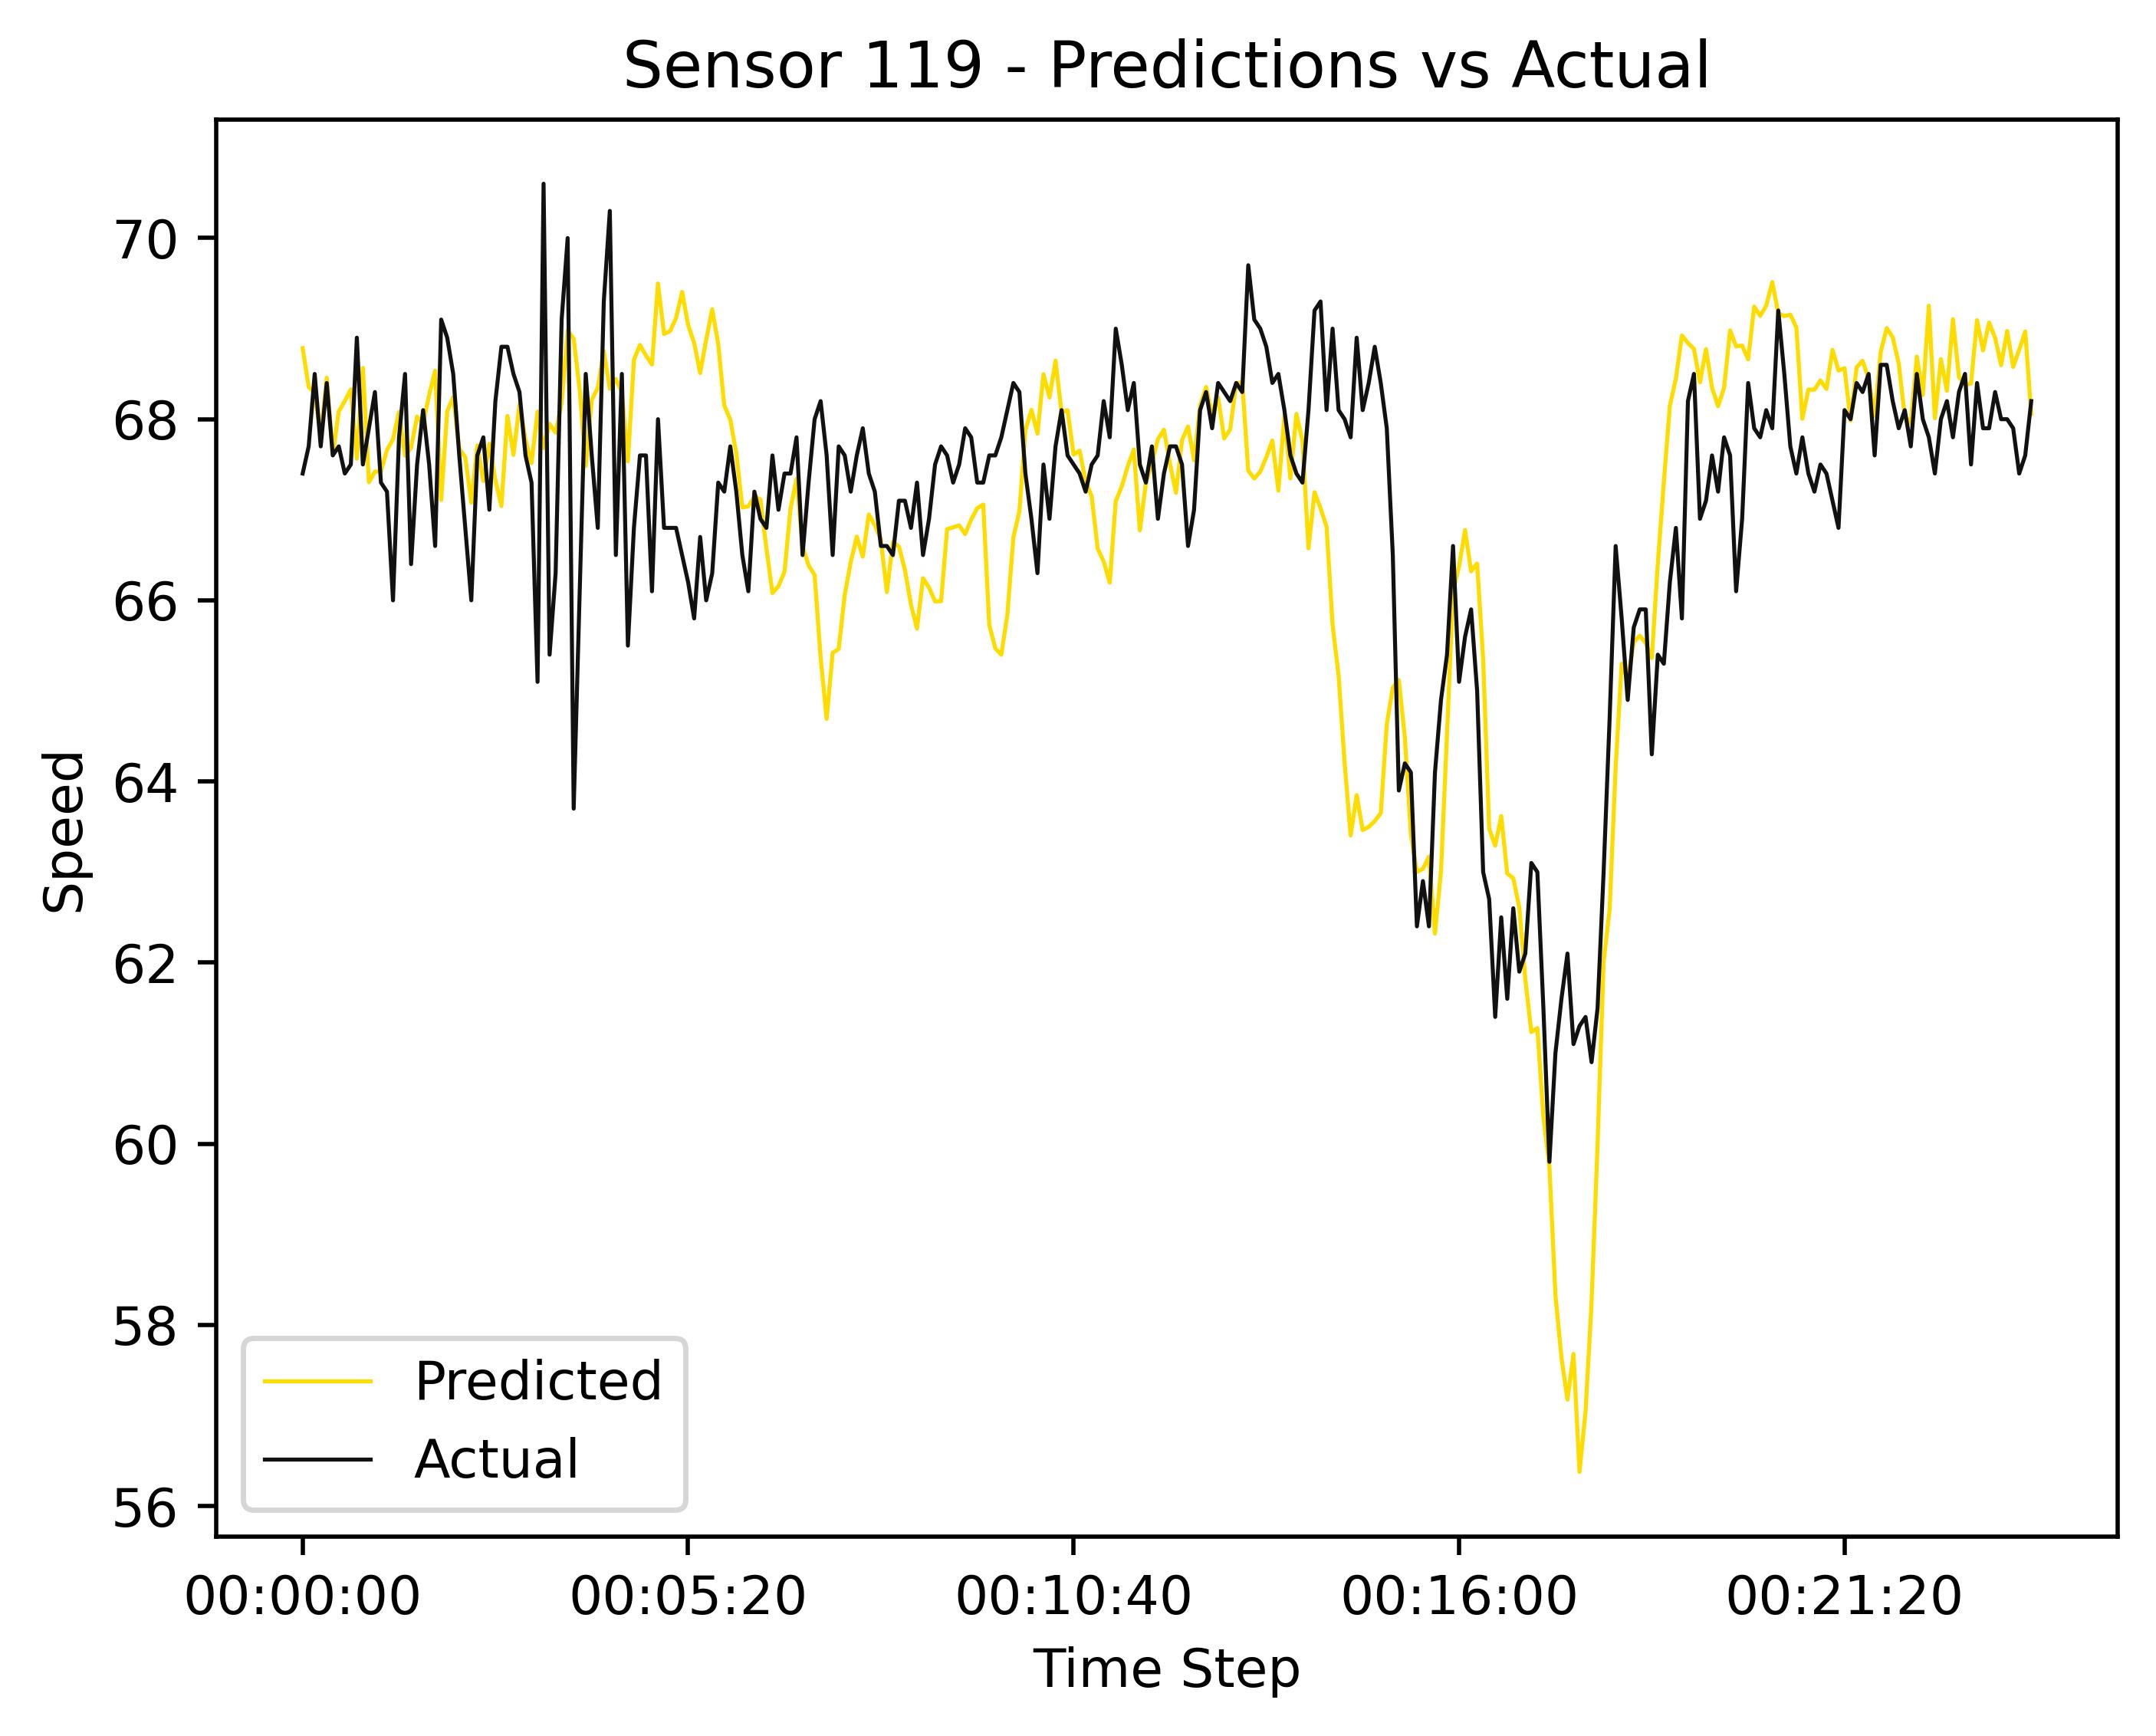 Sensor 119 - Predictions vs Actual
70
68
66
64
62
60
58
56
Speed
Predicted
Actual
00:00:00 00:05:20 00:10:40 00:16:00 00:21:20
Time Step